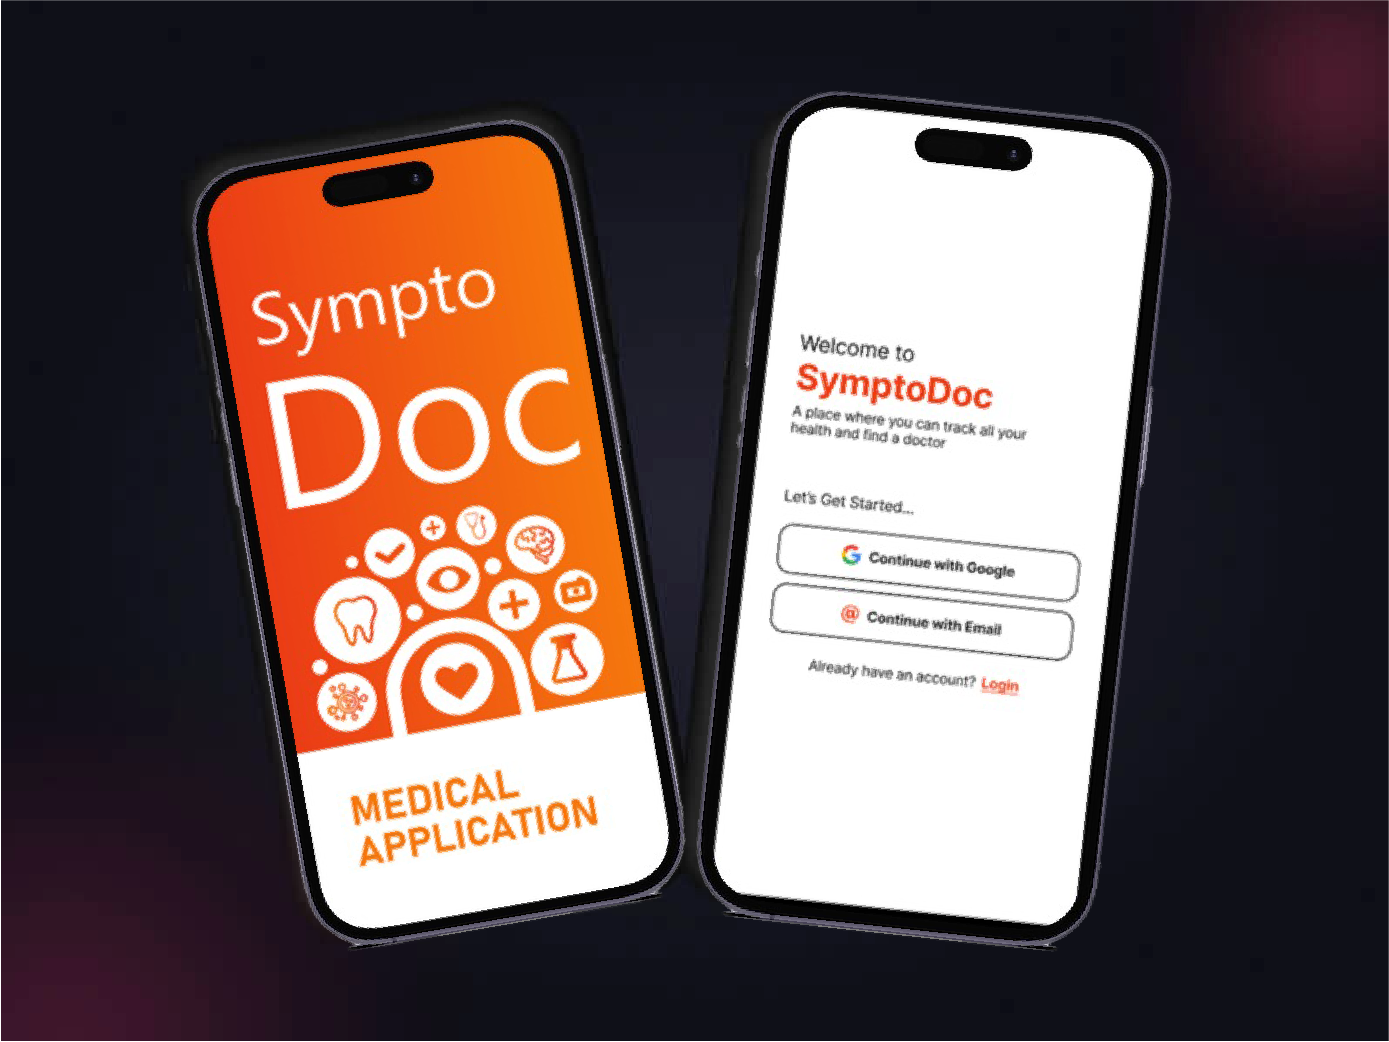 Sympto
Doc
MEDICAL
APPLICATION
Welcome to
SymptoDoc
A place where you can track all your
health and find a doctor
Let's Get Started...
Continue with Google
@ Continue with Email
Already have an account? Login